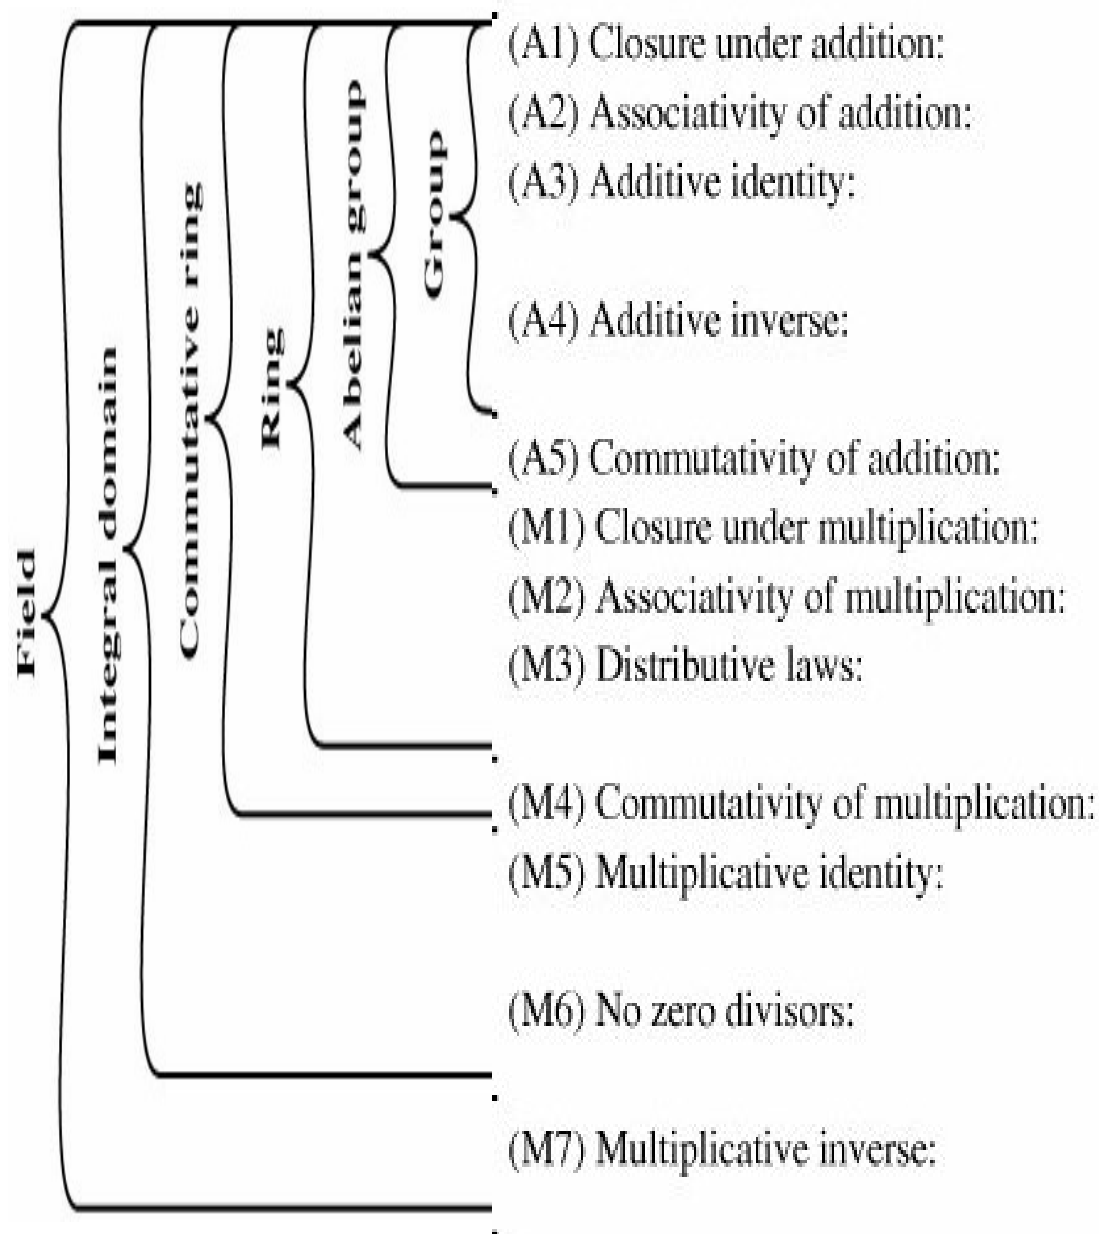 Field
Integral domain
Commutative ring
Ring
Abelian group
Group
(A1) Closure under addition:
(A2) Associativity of addition:
(A3) Additive identity:
(A4) Additive inverse:
(A5) Commutativity of addition:
(M1) Closure under multiplication:
(M2) Associativity of multiplication:
(M3) Distributive laws:
(M4) Commutativity of multiplication:
(M5) Multiplicative identity:
(M6) No zero divisors:
(M7) Multiplicative inverse: